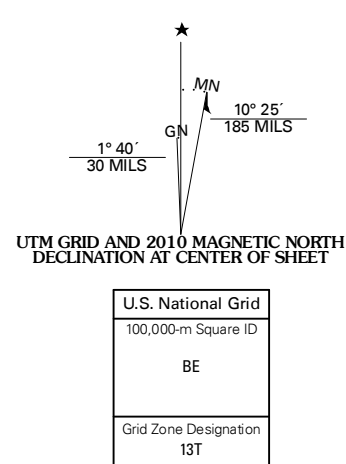 ★
MN
GN
10° 25´
185 MILS
1° 40´
30 MILS
UTM GRID AND 2010 MAGNETIC NORTH
DECLINATION AT CENTER OF SHEET
U.S. National Grid
100,000-m Square ID
BE
Grid Zone Designation
13T